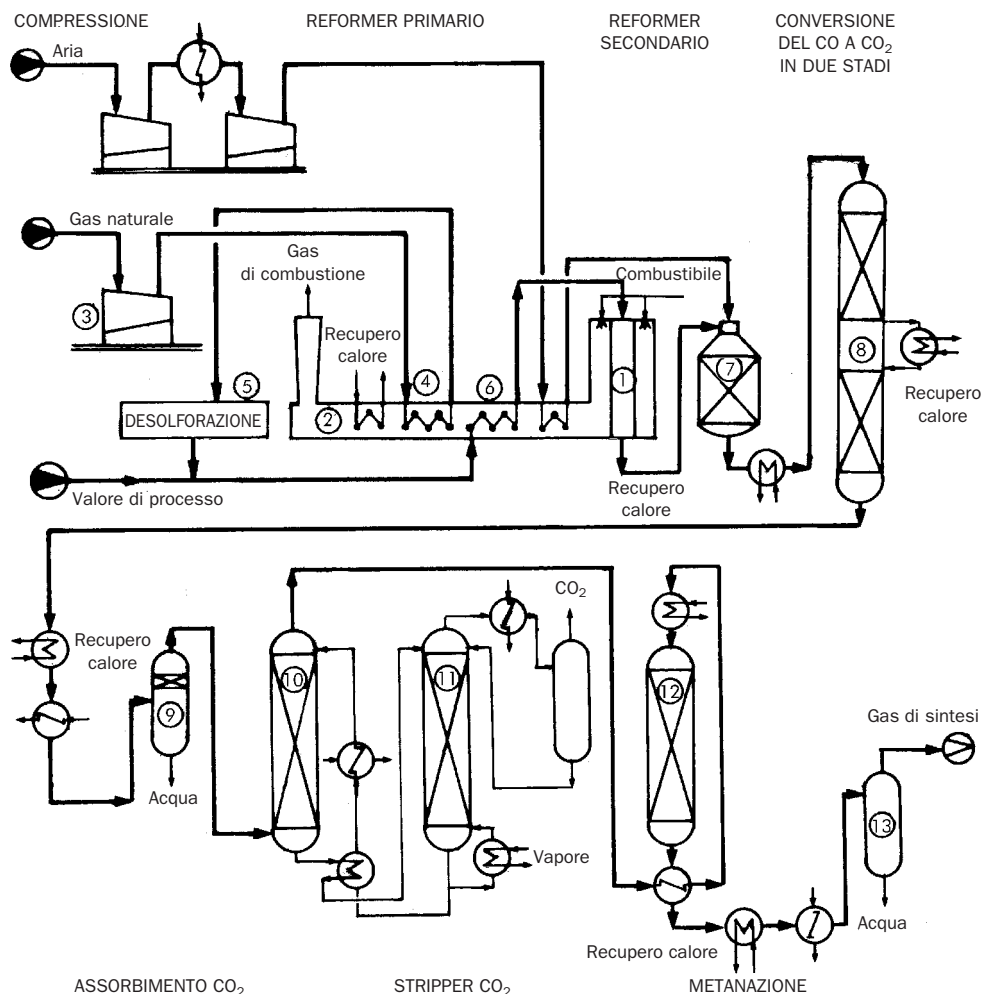 COMPRESSIONE
REFORMER PRIMARIO
REFORMER
SECONDARIO
CONVERSIONE
DEL CO A CO2
IN DUE STADI
Aria
Gas naturale
Gas
di combustione
Combustibile
3
Recupero
calore
5
4
6
1
7
8
Recupero
calore
2
DESOLFORAZIONE
Valore di processo
Recupero
calore
CO2
Recupero
calore
9
10
11
12
Gas di sintesi
13
Acqua
Vapore
Acqua
Recupero calore
ASSORBIMENTO CO2
STRIPPER CO2
METANAZIONE